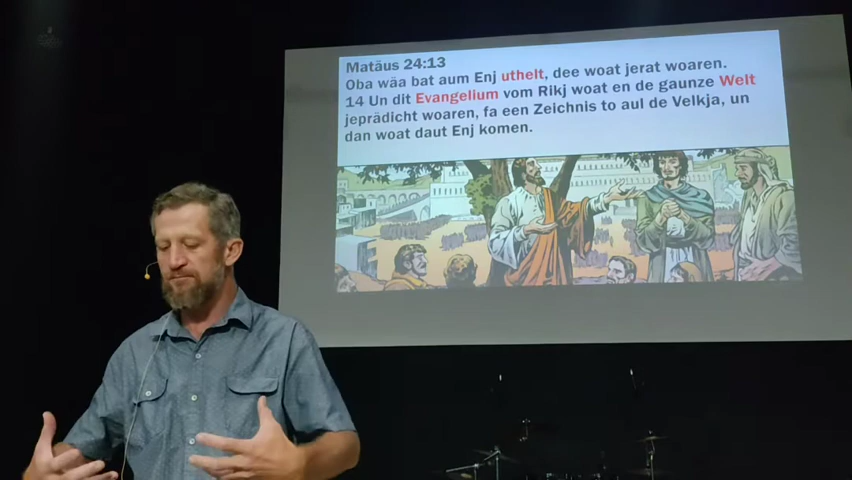 Matäus 24:13
Oba wäa bat aum Enj uthelt, dee woat jerat woaren.
14 Un dit Evangelium vom Rikj woat en de gaunze Welt
jeprädicht woaren, fa een Zeichnis to aul de Velkja, un
dan woat daut Enj komen.